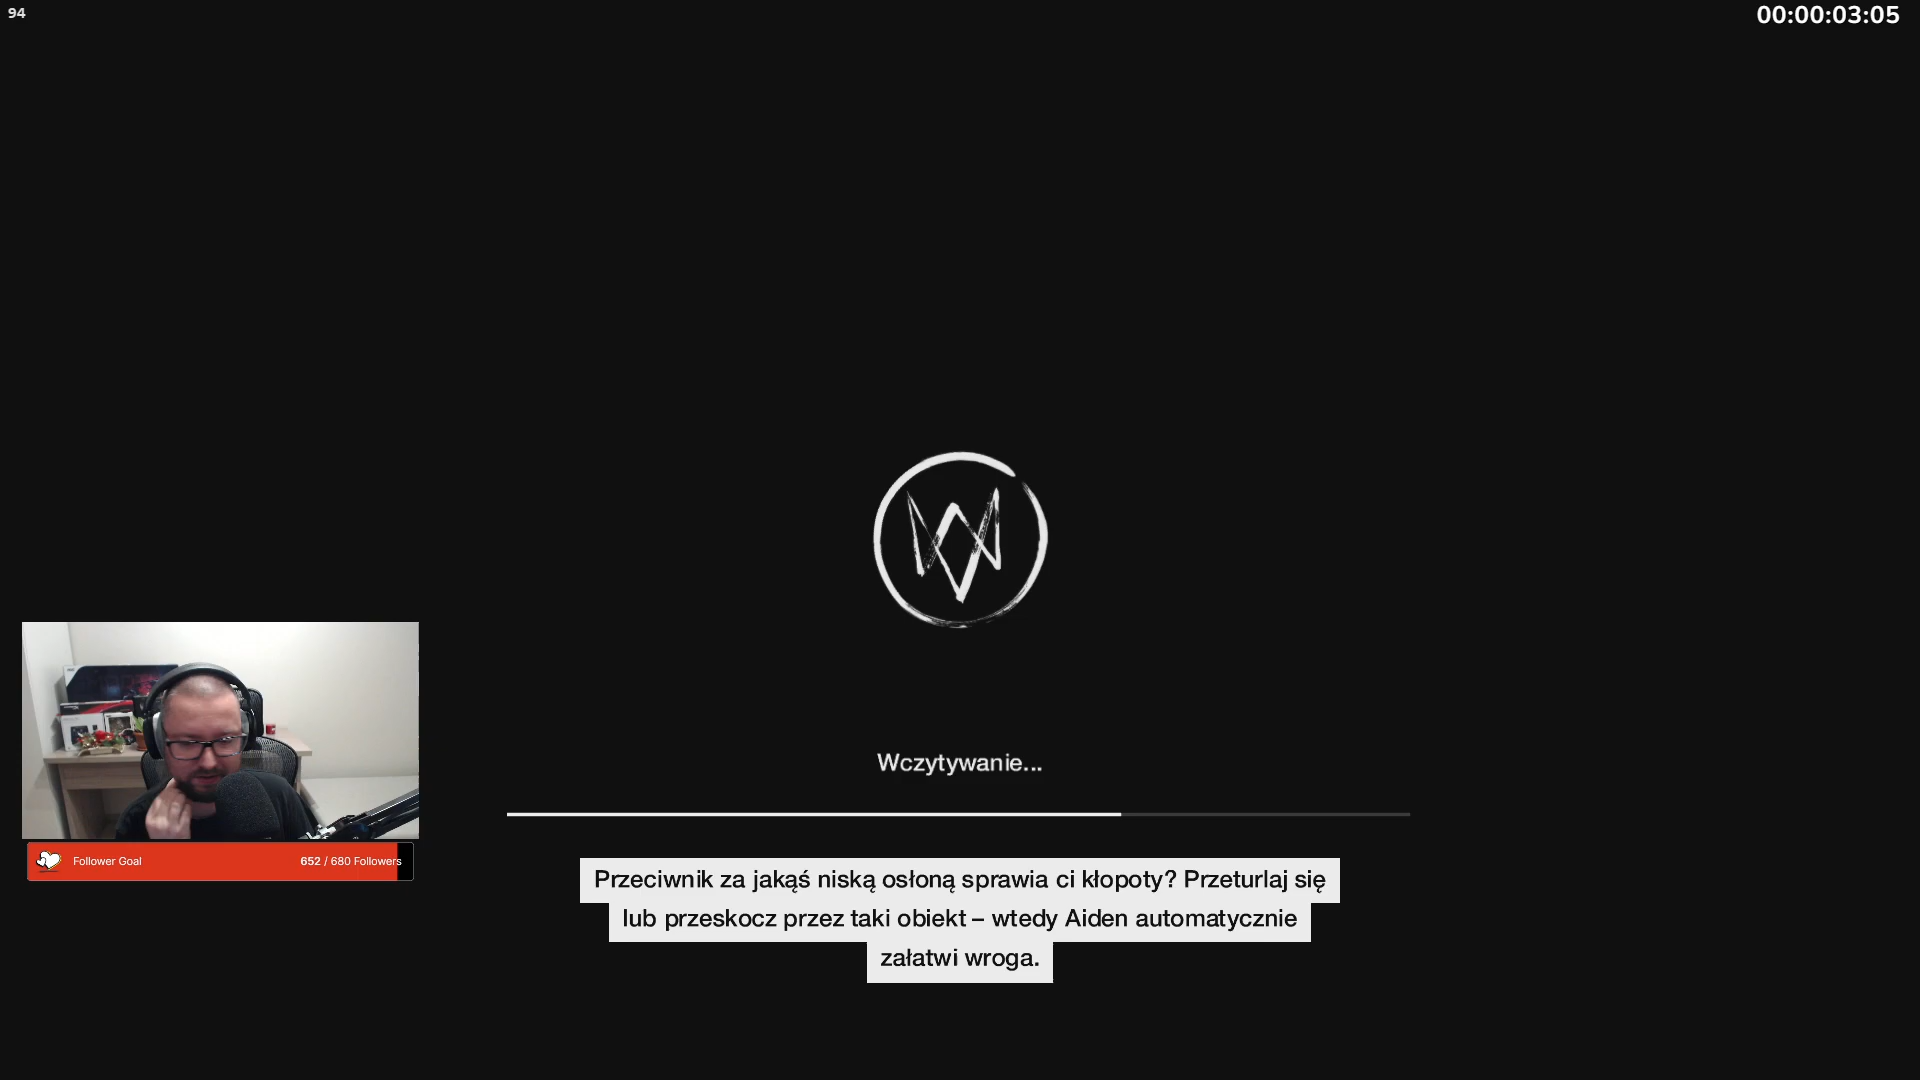 94
00:00:03:05
Wczytywanie...
Follower Goal
652 / 680 Followers
Przeciwnik za jakąś niską osłoną sprawia ci kłopoty? Przeturlaj się
lub przeskocz przez taki obiekt – wtedy Aiden automatycznie
załatwi wroga.